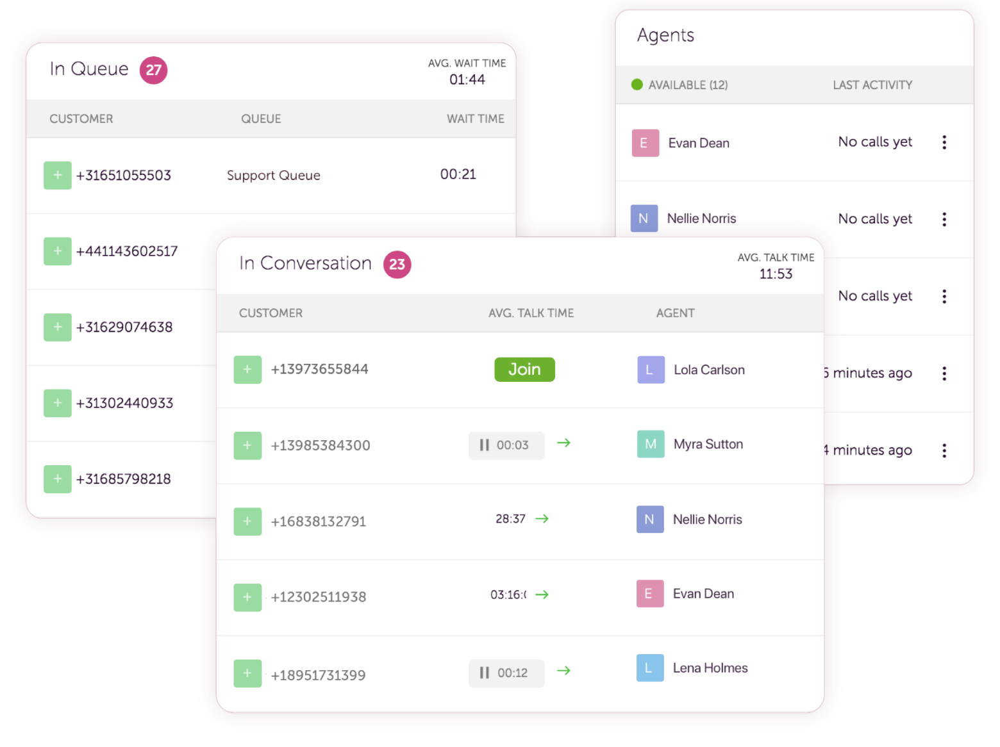 In Queue 27
AVG. WAIT TIME
01:44
CUSTOMER QUEUE WAIT TIME
+ +31651055503 Support Queue 00:21
+ +441143602517
+ +31629074638
+ +31302440933
+ +31685798218
Agents
AVAILABLE (12) LAST ACTIVITY
E Evan Dean No calls yet
N Nellie Norris No calls yet
No calls yet
minutes ago
minutes ago
In Conversation 23
AVG. TALK TIME
11:53
CUSTOMER AVG. TALK TIME AGENT
+ +13973655844 Join L Lola Carlson
+ +13985384300 00:03 → M Myra Sutton
+ +16838132791 28:37 → N Nellie Norris
+ +12302511938 03:16: → E Evan Dean
+ +18951731399 00:12 → L Lena Holmes